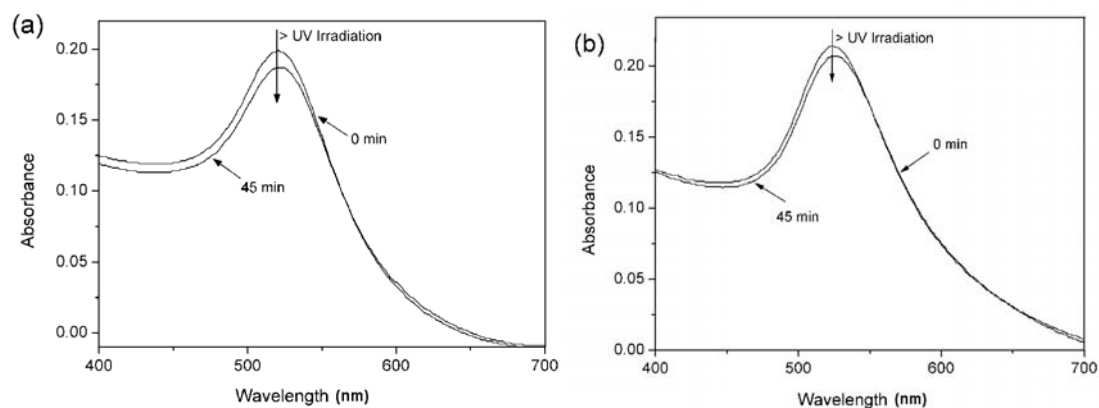 (a)
> UV Irradiation
0 min
45 min
0.20
0.15
0.10
0.05
0.00
Absorbance
400
500
600
700
Wavelength (nm)
(b)
> UV Irradiation
0 min
45 min
0.20
0.15
0.10
0.05
0.00
Absorbance
400
500
600
700
Wavelength (nm)